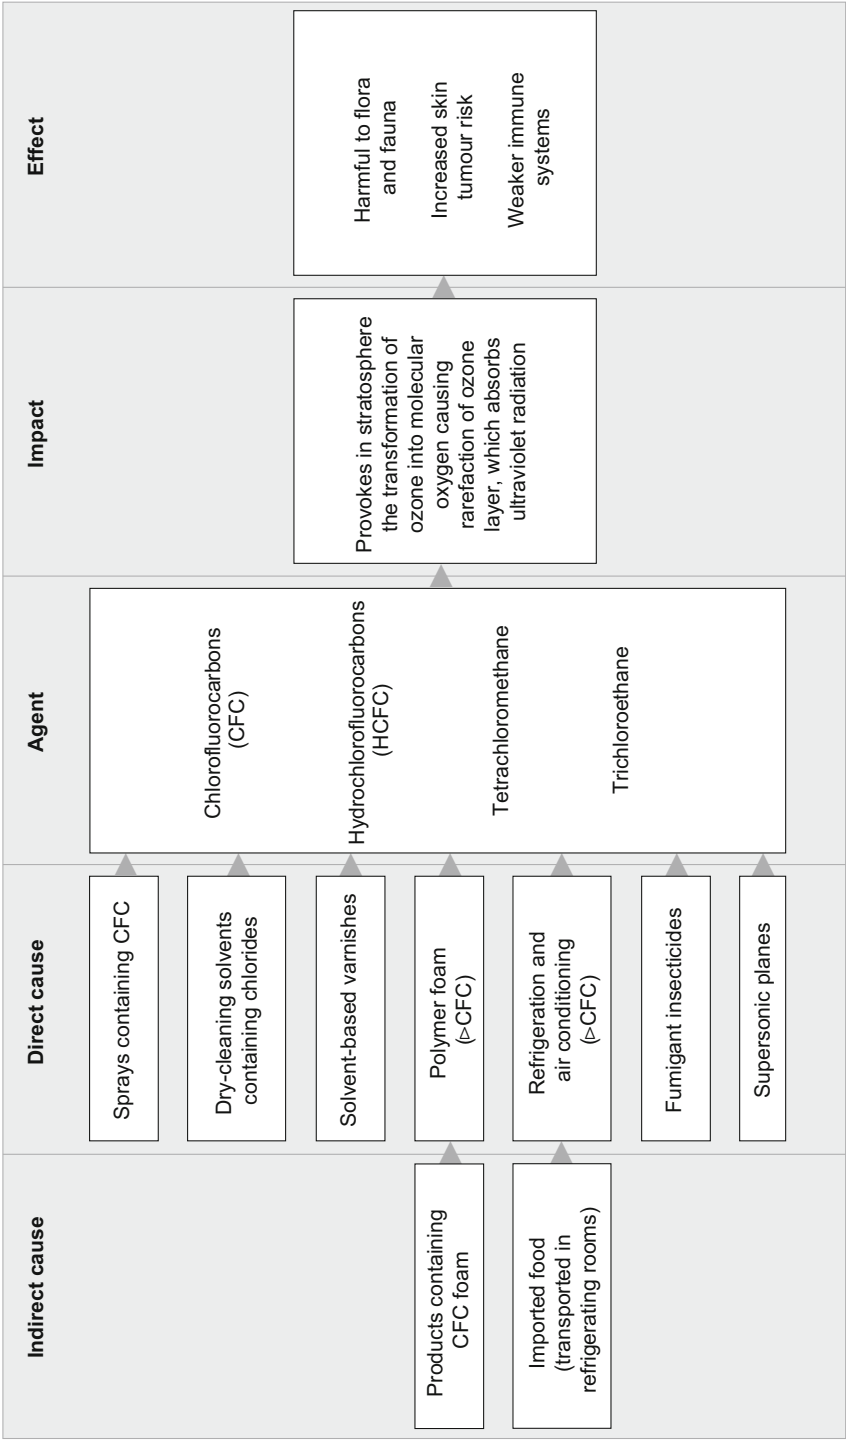 Indirect cause
Direct cause
Agent
Impact
Effect
Products containing
CFC foam
Imported food
(transported in
refrigerating rooms)
Sprays containing CFC
Dry-cleaning solvents
containing chlorides
Solvent-based varnishes
Polymer foam
(▹CFC)
Refrigeration and
air conditioning
(▹CFC)
Fumigant insecticides
Supersonic planes
Chlorofluorocarbons
(CFC)
Hydrochlorofluorocarbons
(HCFC)
Tetrachloromethane
Trichloroethane
Provokes in stratosphere
the transformation of
ozone into molecular
oxygen causing
rarefaction of ozone
layer, which absorbs
ultraviolet radiation
Harmful to flora
and fauna
Increased skin
tumour risk
Weaker immune
systems